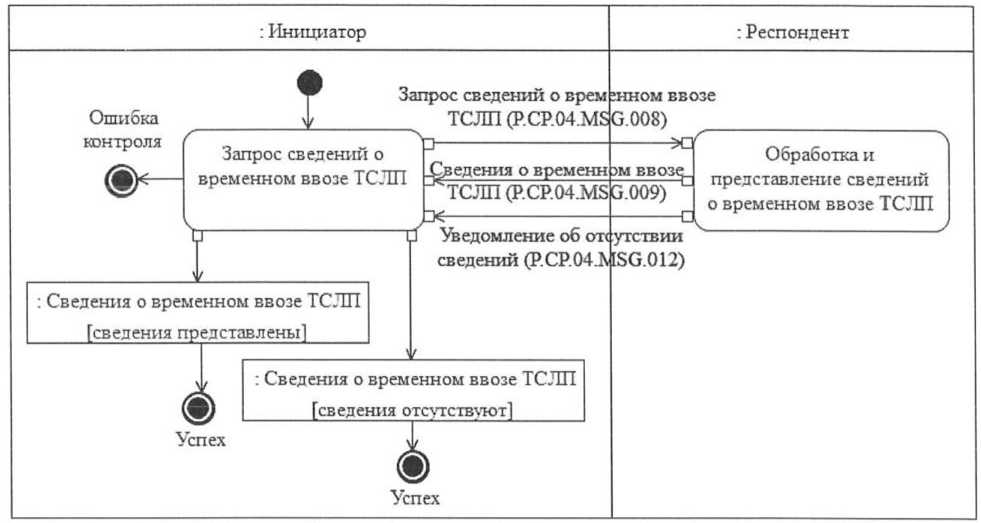 : Инициатор
: Респондент
Запрос сведений о временном ввозе
ТСЛП (P.CP.04.MSG.008)
Ошибка
контроля
Запрос сведений о
временном ввозе ТСЛП
Сведения о временном ввозе
ТСЛП (P.CP.04.MSG.009)
Обработка и
представление сведений
о временном ввозе ТСЛП
Уведомление об отсутствии
сведений (P.CP.04.MSG.012)
: Сведения о временном ввозе ТСЛП
[сведения представлены]
: Сведения о временном ввозе ТСЛП
[сведения отсутствуют]
Успех
Успех